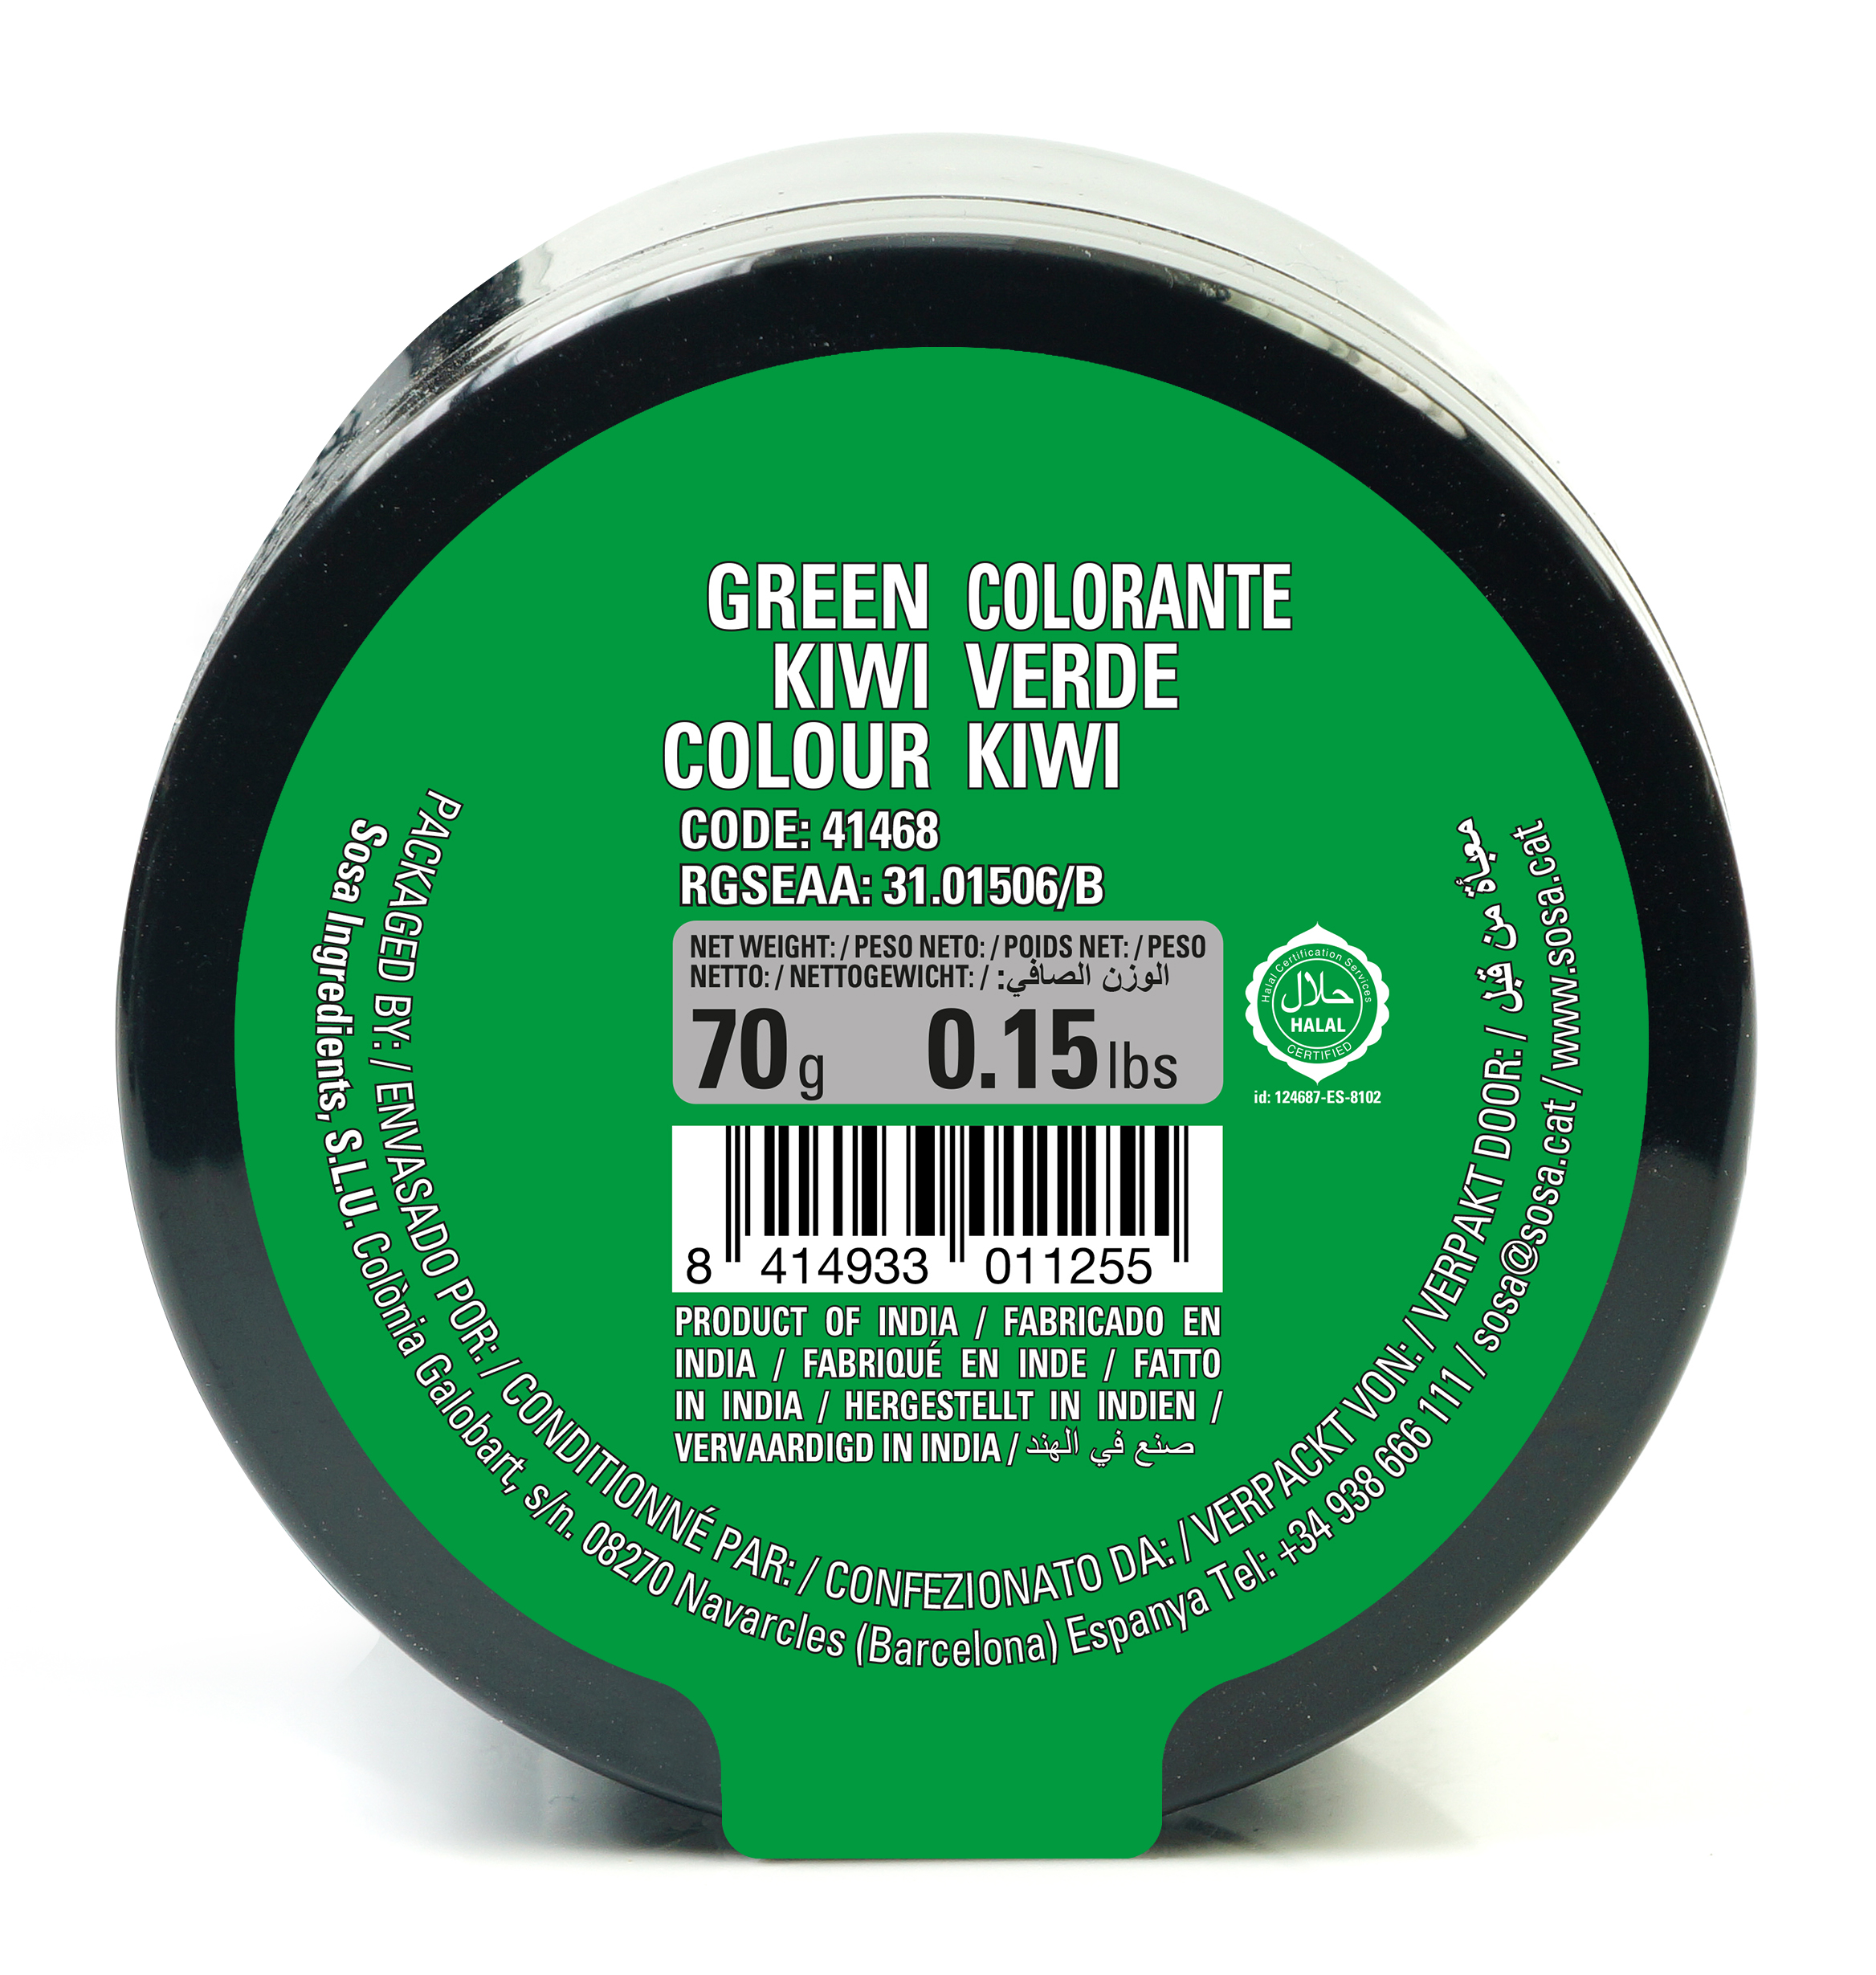 GREEN COLORANTE
KIWI VERDE
COLOUR KIWI
CODE: 41468
RGSEAA: 31.01506/B
NET WEIGHT: / PESO NETO: / POIDS NET: / PESO
NETTO: / NETTOGEWICHT: / الوزن الصافي:
70 g 0.15 lbs
Halal Certification Services
حلال
HALAL
CERTIFIED
id: 124687-ES-8102
8 414933 011255
PRODUCT OF INDIA / FABRICADO EN
INDIA / FABRIQUÉ EN INDE / FATTO
IN INDIA / HERGESTELLT IN INDIEN /
VERVAARDIGD IN INDIA / صنع في الهند
PACKAGED BY: / ENVASADO POR: / CONDITIONNÉ PAR: / CONFEZIONATO DA: / VERPACKT VON: / VERPAKT DOOR: / معبأة من قبل
Sosa Ingredients, S.L.U. Colònia Galobart, s/n. 08270 Navarcles (Barcelona) Espanya Tel: +34 938 666 111 / sosa@sosa.cat / www.sosa.cat